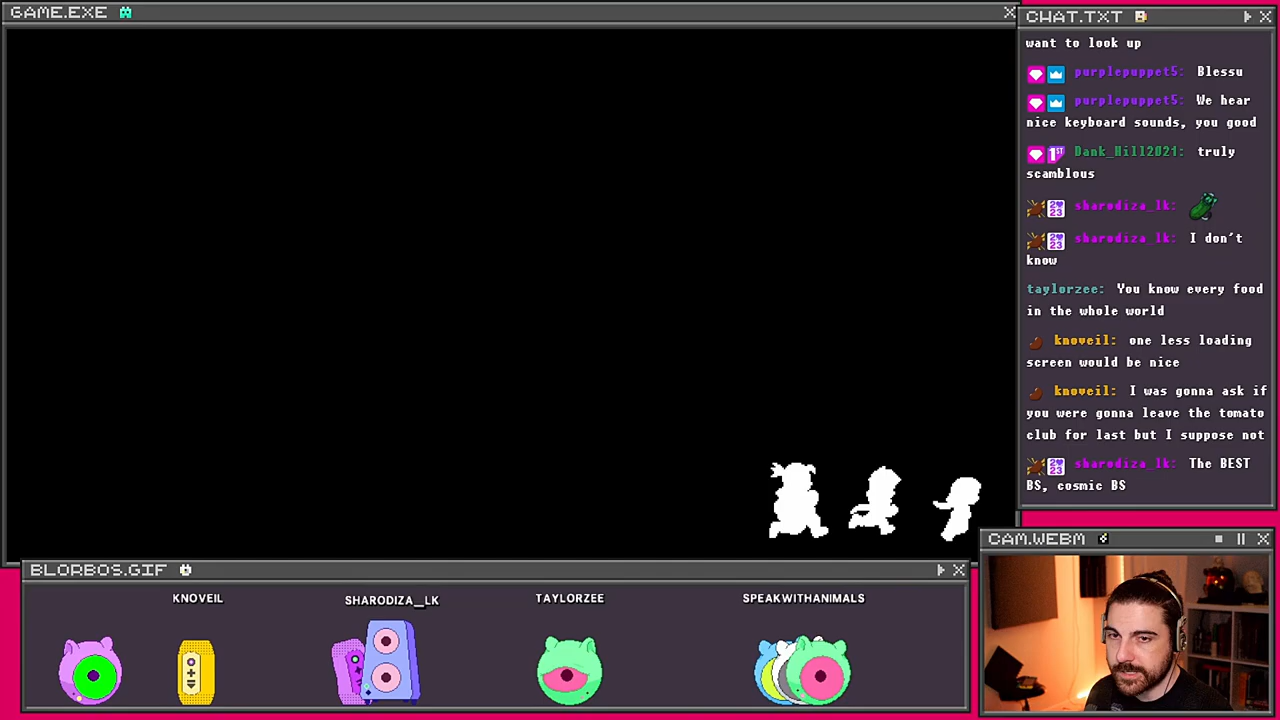 GAME.EXE
CHAT.TXT
want to look up
purplepuppet5: Blessu
purplepuppet5: We hear
nice keyboard sounds, you good
1ST Dank_Hill2021: truly
scamblous
sharodiza_lk:
sharodiza_lk: I don't
know
taylorzee: You know every food
in the whole world
knoveil: one less loading
screen would be nice
knoveil: I was gonna ask if
you were gonna leave the tomato
club for last but I suppose not
sharodiza_lk: The BEST
BS, cosmic BS
CAM.WEBM
BLORBOS.GIF
KNOVEIL
SHARODIZA_LK
TAYLORZEE
SPEAKWITHANIMALS